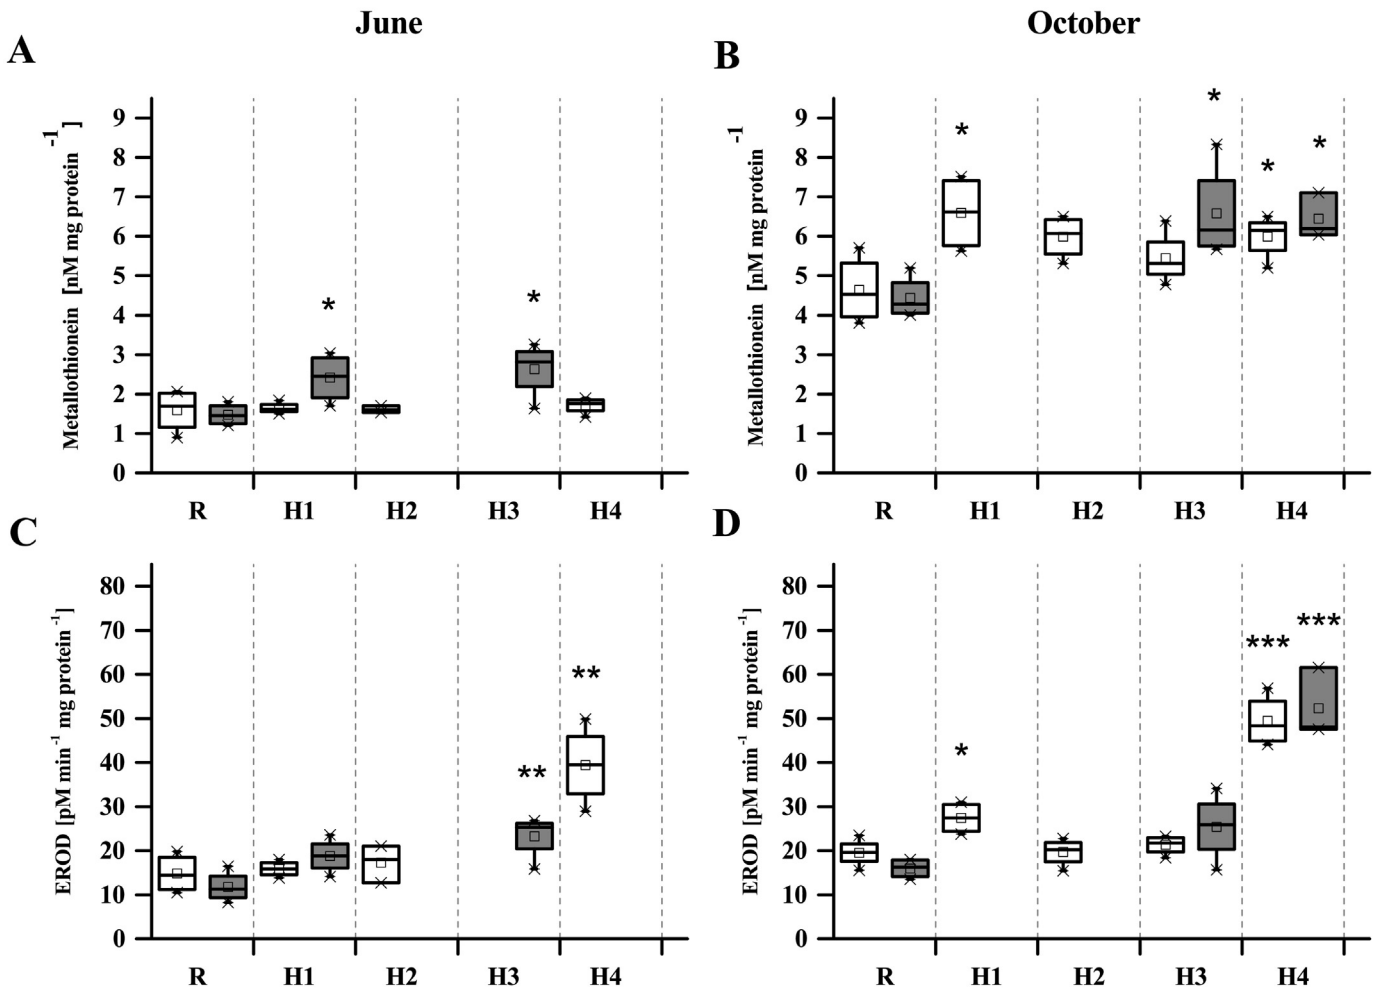 June
October
A
B
Metallothionein [nM mg protein-1]
9
8
7
6
5
4
3
2
1
0
*
*
R
H1
H2
H3
H4
Metallothionein [nM mg protein-1
9
8
7
6
5
4
3
2
1
0
*
*
*
*
R
H1
H2
H3
H4
C
D
EROD [pM min-1 mg protein-1]
80
70
60
50
40
30
20
10
0
**
**
R
H1
H2
H3
H4
EROD [pM min-1 mg protein-1]
80
70
60
50
40
30
20
10
0
*
***
***
R
H1
H2
H3
H4